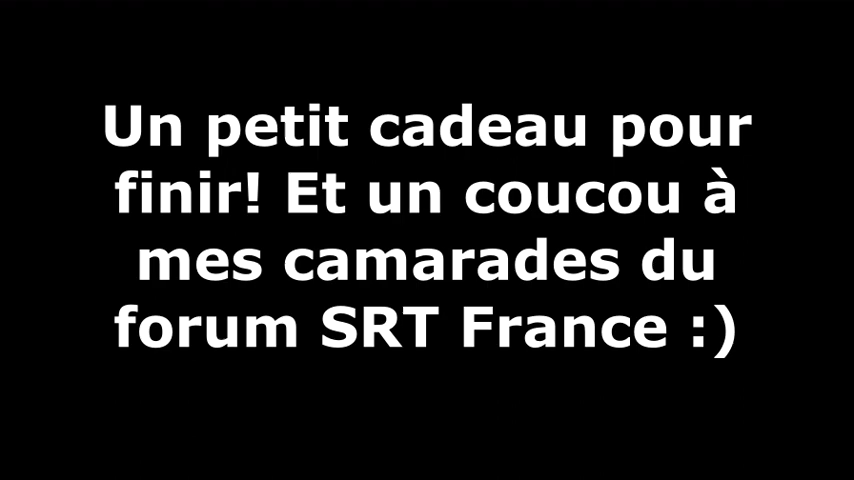 Un petit cadeau pour
finir! Et un coucou à
mes camarades du
forum SRT France :)